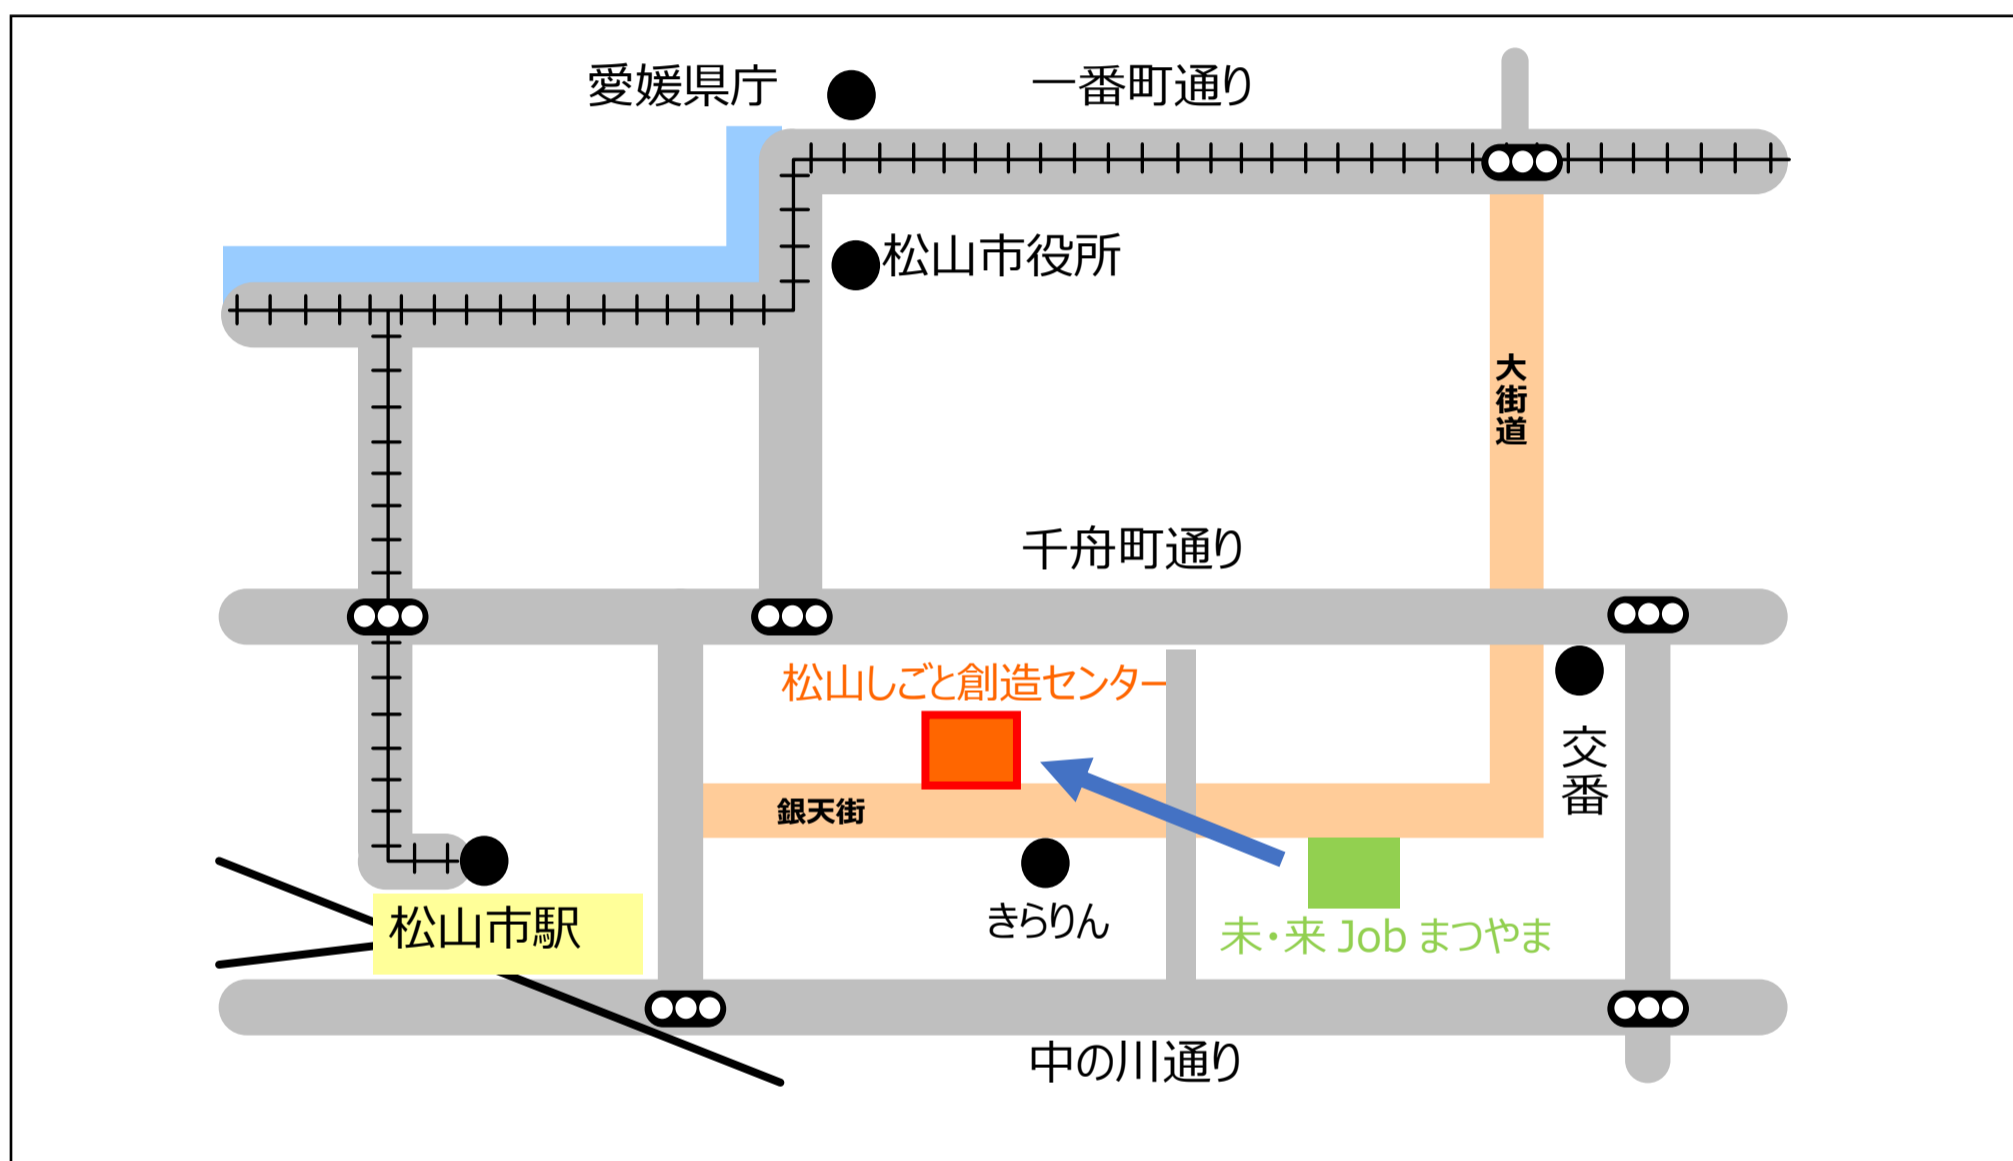 愛媛県庁
一番町通り
松山市役所
大街道
千舟町通り
松山しごと創造センター
交番
銀天街
きらりん
未・来 Job まつやま
松山市駅
中の川通り